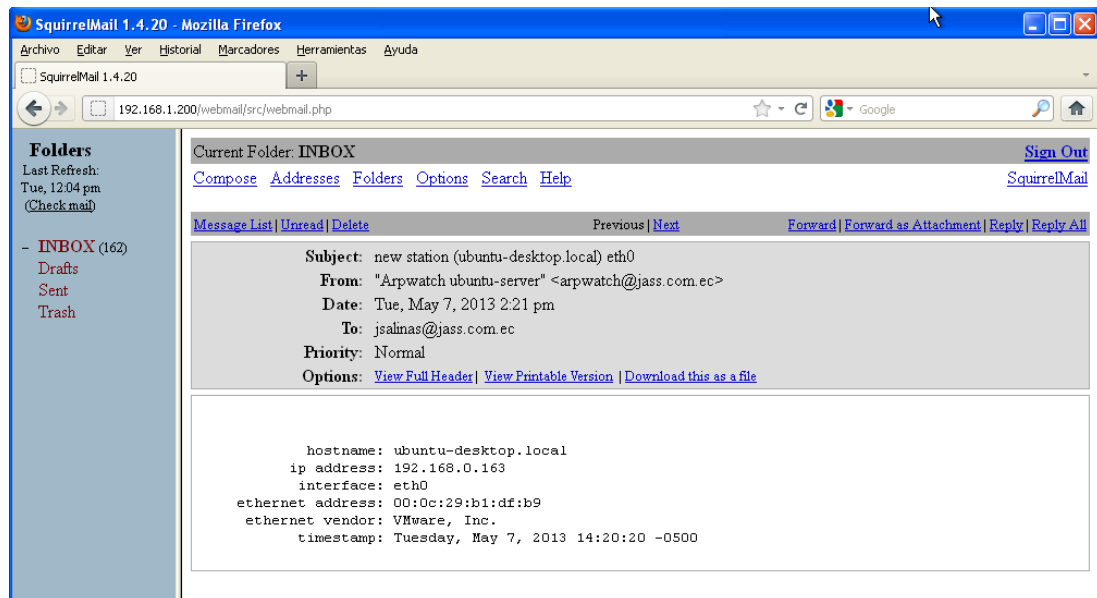 SquirrelMail 1.4.20 - Mozilla Firefox
Archivo Editar Ver Historial Marcadores Herramientas Ayuda
SquirrelMail 1.4.20 +
192.168.1.200/webmail/src/webmail.php Google
Folders
Last Refresh:
Tue, 12:04 pm
(Check mail)
- INBOX (162)
Drafts
Sent
Trash
Current Folder: INBOX Sign Out
Compose Addresses Folders Options Search Help SquirrelMail
Message List | Unread | Delete Previous | Next Forward | Forward as Attachment | Reply | Reply All
Subject: new station (ubuntu-desktop.local) eth0
From: "Arpwatch ubuntu-server" <arpwatch@jass.com.ec>
Date: Tue, May 7, 2013 2:21 pm
To: jsalinas@jass.com.ec
Priority: Normal
Options: View Full Header | View Printable Version | Download this as a file
hostname: ubuntu-desktop.local
ip address: 192.168.0.163
interface: eth0
ethernet address: 00:0c:29:b1:df:b9
ethernet vendor: VMware, Inc.
timestamp: Tuesday, May 7, 2013 14:20:20 -0500